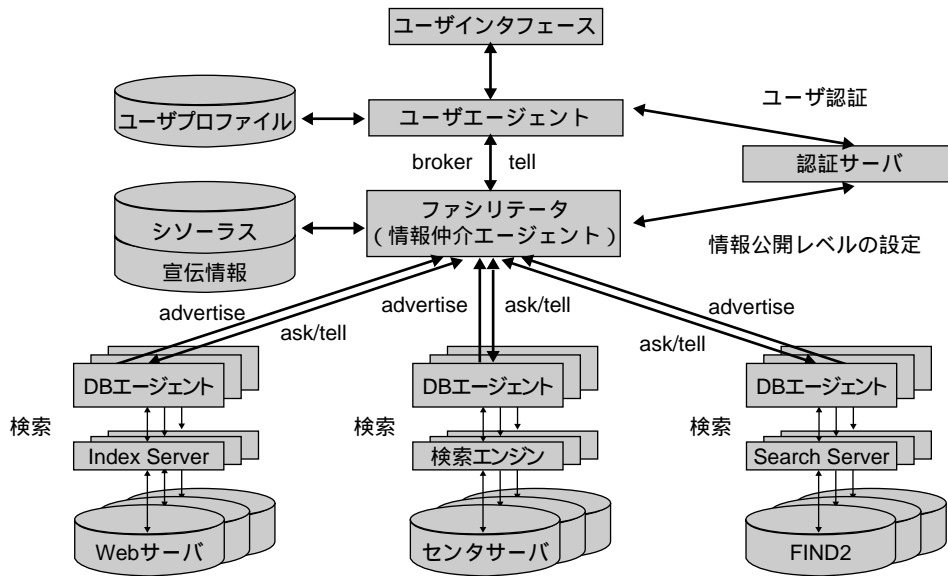 ユーザインタフェース
ユーザプロファイル
ユーザエージェント
ユーザ認証
broker
tell
認証サーバ
シソーラス
宣伝情報
ファシリテータ
(情報仲介エージェント)
情報公開レベルの設定
advertise
ask/tell
advertise
ask/tell
advertise
ask/tell
DBエージェント
DBエージェント
DBエージェント
検索
検索
検索
Index Server
検索エンジン
Search Server
Webサーバ
センタサーバ
FIND2